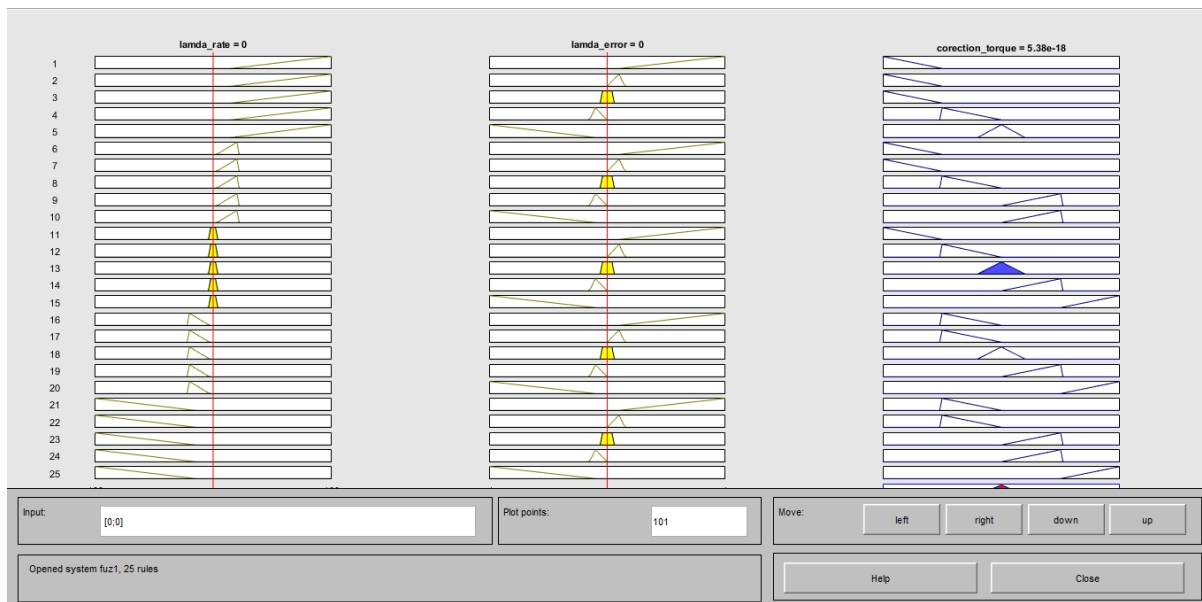 lamda_rate = 0
lamda_error = 0
corection_torque = 5.38e-18
1
2
3
4
5
6
7
8
9
10
11
12
13
14
15
16
17
18
19
20
21
22
23
24
25
Input:
[0;0]
Plot points:
101
Move:
left
right
down
up
Opened system fuz1, 25 rules
Help
Close